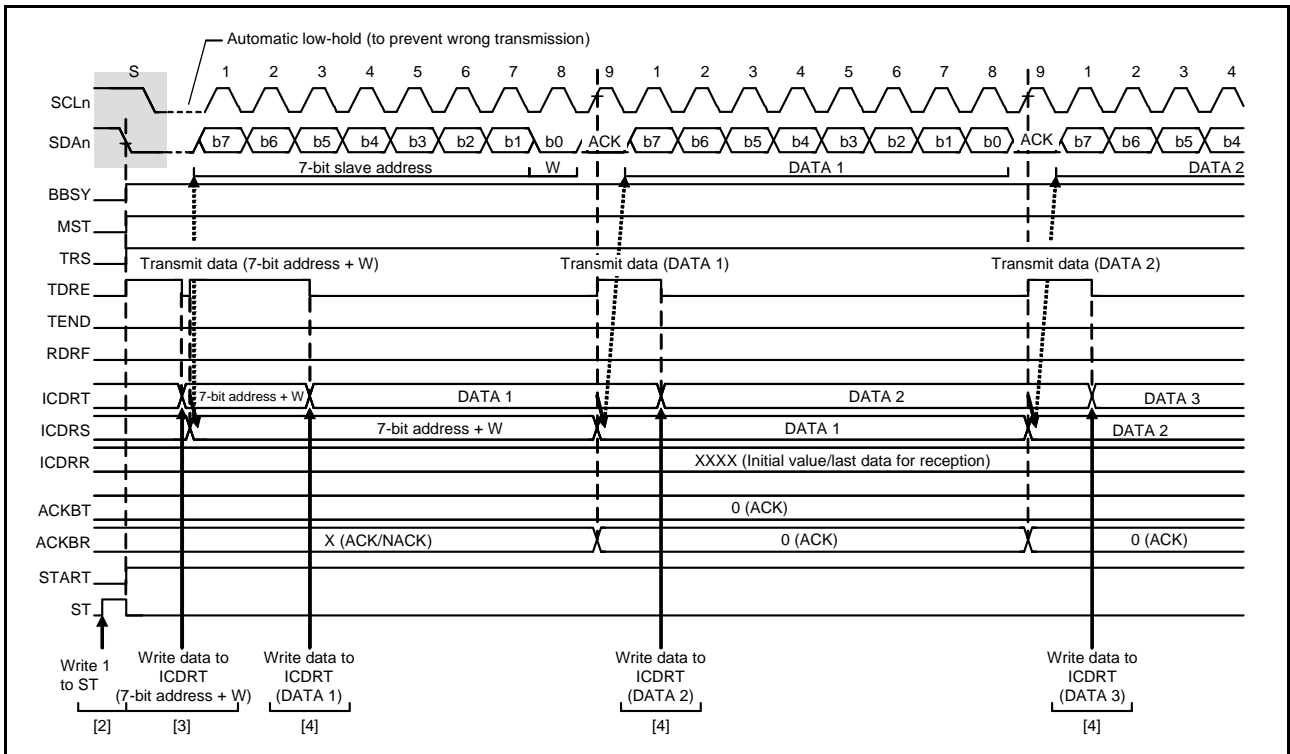 Automatic low-hold (to prevent wrong transmission)
S 1 2 3 4 5 6 7 8 9 1 2 3 4 5 6 7 8 9 1 2 3 4
SCLn
SDAn b7 b6 b5 b4 b3 b2 b1 b0 ACK b7 b6 b5 b4 b3 b2 b1 b0 ACK b7 b6 b5 b4
7-bit slave address W DATA 1 DATA 2
BBSY
MST
TRS
Transmit data (7-bit address + W) Transmit data (DATA 1) Transmit data (DATA 2)
TDRE
TEND
RDRF
ICDRT 7-bit address + W DATA 1 DATA 2 DATA 3
ICDRS 7-bit address + W DATA 1 DATA 2
ICDRR XXXX (Initial value/last data for reception)
ACKBT 0 (ACK)
ACKBR X (ACK/NACK) 0 (ACK) 0 (ACK)
START
ST
Write 1
to ST
Write data to
ICDRT
(7-bit address + W)
Write data to
ICDRT
(DATA 1)
Write data to
ICDRT
(DATA 2)
Write data to
ICDRT
(DATA 3)
[2] [3] [4] [4] [4]